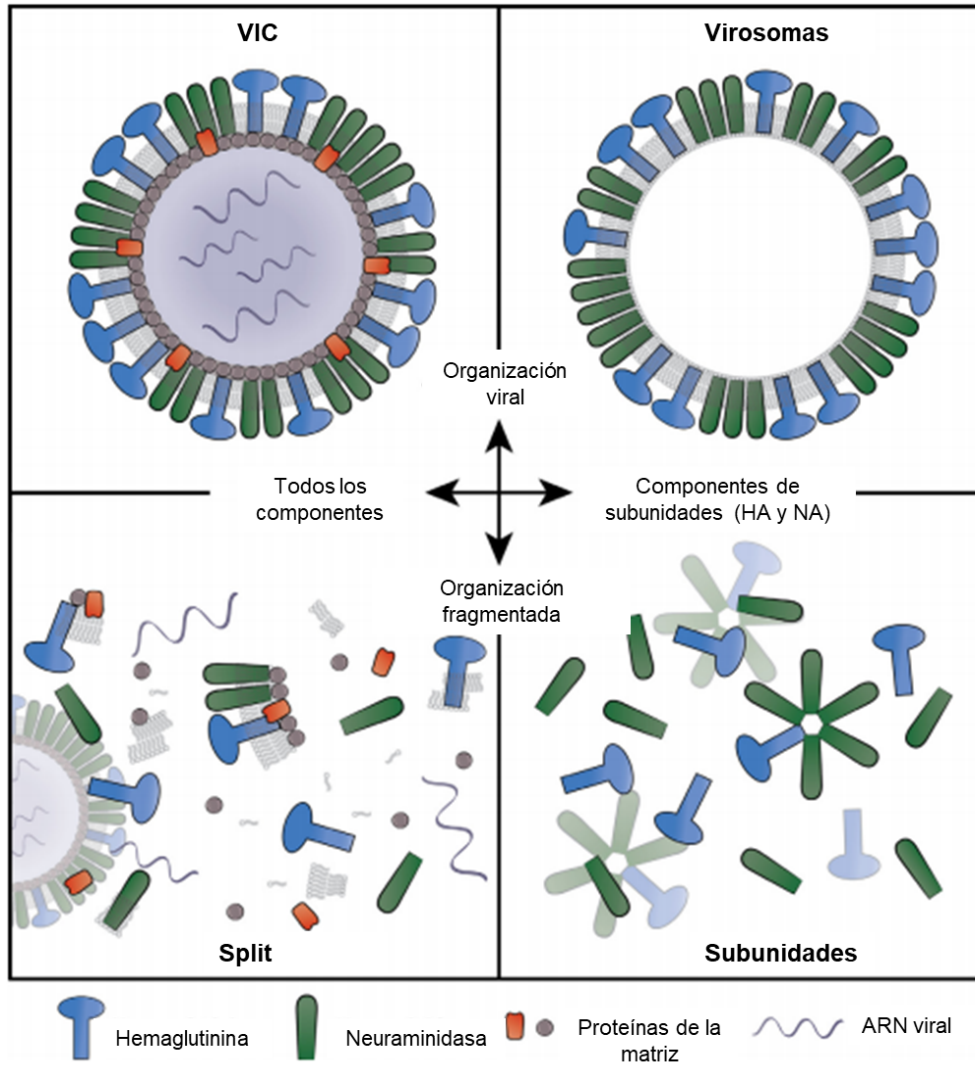 VIC
Virosomas
Organización
viral
Todos los
componentes
Componentes de
subunidades (HA y NA)
Organización
fragmentada
Split
Subunidades
Hemaglutinina
Neuraminidasa
Proteínas de la
matriz
ARN viral